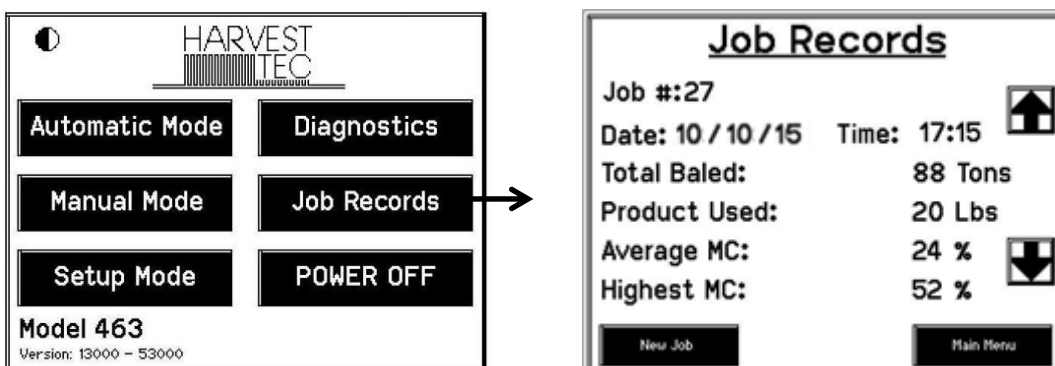 HARVEST
TEC
Automatic Mode
Diagnostics
Manual Mode
Job Records
Setup Mode
POWER OFF
Model 463
Version: 13000 - 53000
Job Records
Job #:27
Date: 10/10/15 Time: 17:15
Total Baled: 88 Tons
Product Used: 20 Lbs
Average MC: 24 %
Highest MC: 52 %
New Job
Main Menu